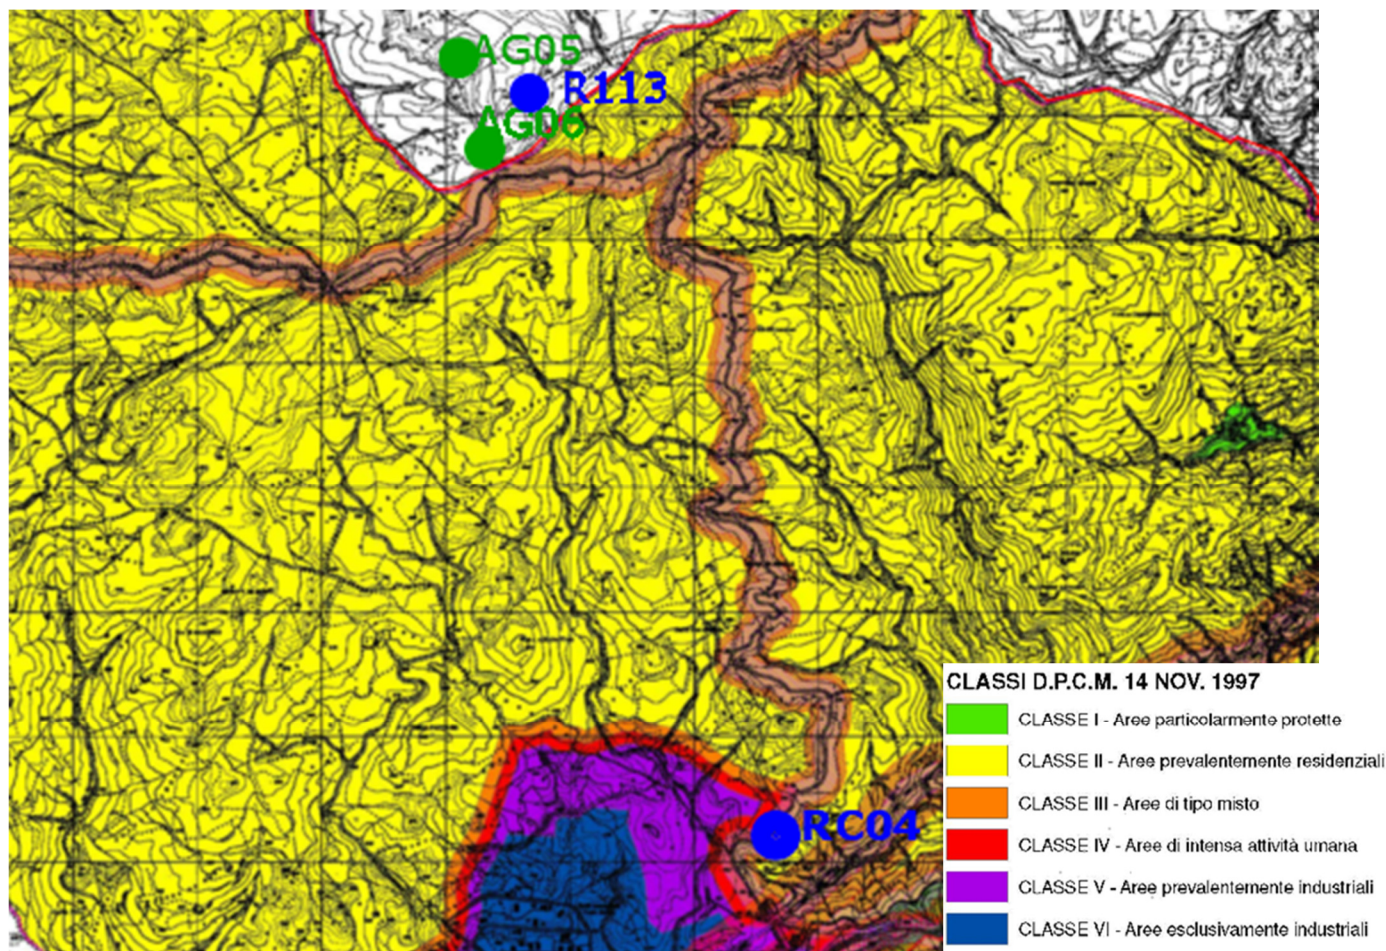 AG05
R113
AG06
RC04
CLASSI D.P.C.M. 14 NOV. 1997
CLASSE I - Aree particolarmente protette
CLASSE II - Aree prevalentemente residenziali
CLASSE III - Aree di tipo misto
CLASSE IV - Aree di intensa attività umana
CLASSE V - Aree prevalentemente industriali
CLASSE VI - Aree esclusivamente industriali